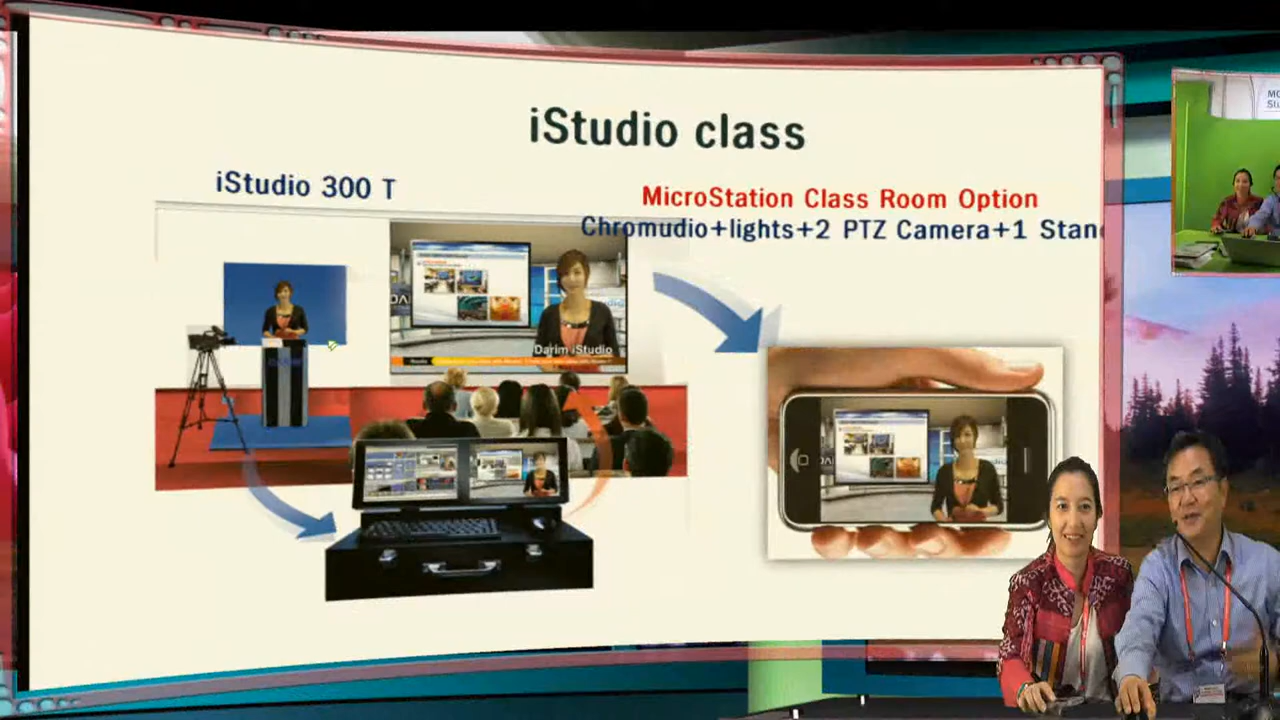 iStudio class
iStudio 300 T
MicroStation Class Room Option
Chromudio+lights+2 PTZ Camera+1 Stan
Darim iStudio